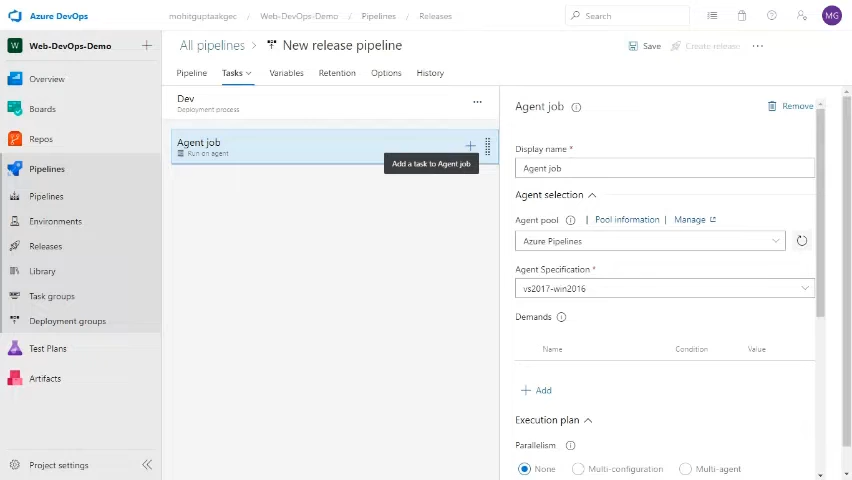 Azure DevOps
mohitguptaakgec / Web-DevOps-Demo / Pipelines / Releases
Search
MG
W Web-DevOps-Demo
Overview
Boards
Repos
Pipelines
Pipelines
Environments
Releases
Library
Task groups
Deployment groups
Test Plans
Artifacts
Project settings
All pipelines > New release pipeline
Save
Create release
Pipeline Tasks Variables Retention Options History
Dev
Deployment process
Agent job
Run on agent
Add a task to Agent job
Agent job
Remove
Display name *
Agent job
Agent selection
Agent pool | Pool information | Manage
Azure Pipelines
Agent Specification *
vs2017-win2016
Demands
Name Condition Value
Add
Execution plan
Parallelism
None Multi-configuration Multi-agent